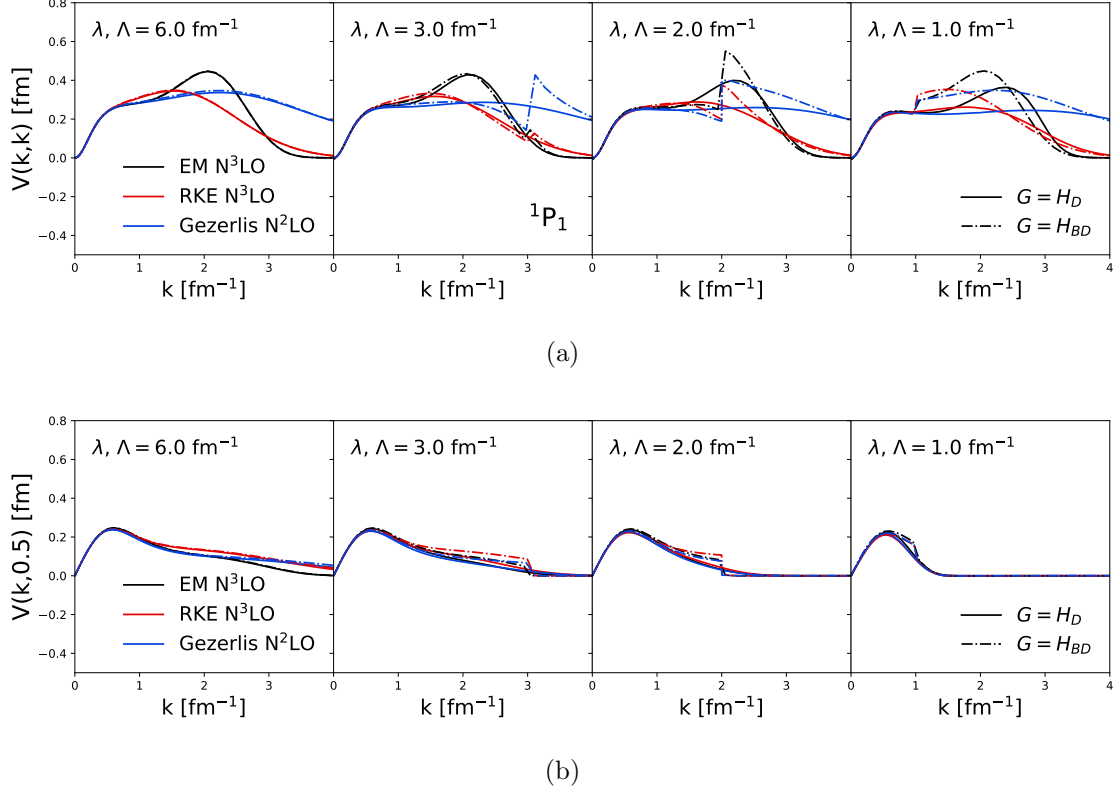 λ, Λ = 6.0 fm⁻¹
λ, Λ = 3.0 fm⁻¹
λ, Λ = 2.0 fm⁻¹
λ, Λ = 1.0 fm⁻¹
V(k,k) [fm]
0.8
0.6
0.4
0.2
0.0
−0.2
−0.4
EM N³LO
RKE N³LO
Gezerlis N²LO
¹P₁
G = H_D
G = H_BD
0 1 2 3 0 1 2 3 0 1 2 3 0 1 2 3 4
k [fm⁻¹] k [fm⁻¹] k [fm⁻¹] k [fm⁻¹]
(a)
λ, Λ = 6.0 fm⁻¹
λ, Λ = 3.0 fm⁻¹
λ, Λ = 2.0 fm⁻¹
λ, Λ = 1.0 fm⁻¹
V(k,0.5) [fm]
0.8
0.6
0.4
0.2
0.0
−0.2
−0.4
EM N³LO
RKE N³LO
Gezerlis N²LO
G = H_D
G = H_BD
0 1 2 3 0 1 2 3 0 1 2 3 0 1 2 3 4
k [fm⁻¹] k [fm⁻¹] k [fm⁻¹] k [fm⁻¹]
(b)